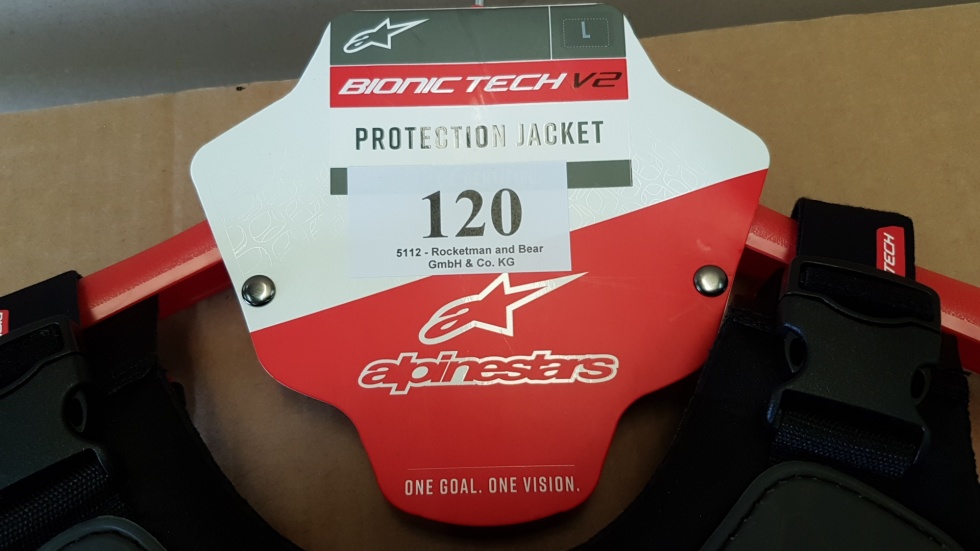 L
BIONIC TECH V2
PROTECTION JACKET
120
5112 - Rocketman and Bear
GmbH & Co. KG
TECH
alpinestars
ONE GOAL. ONE VISION.